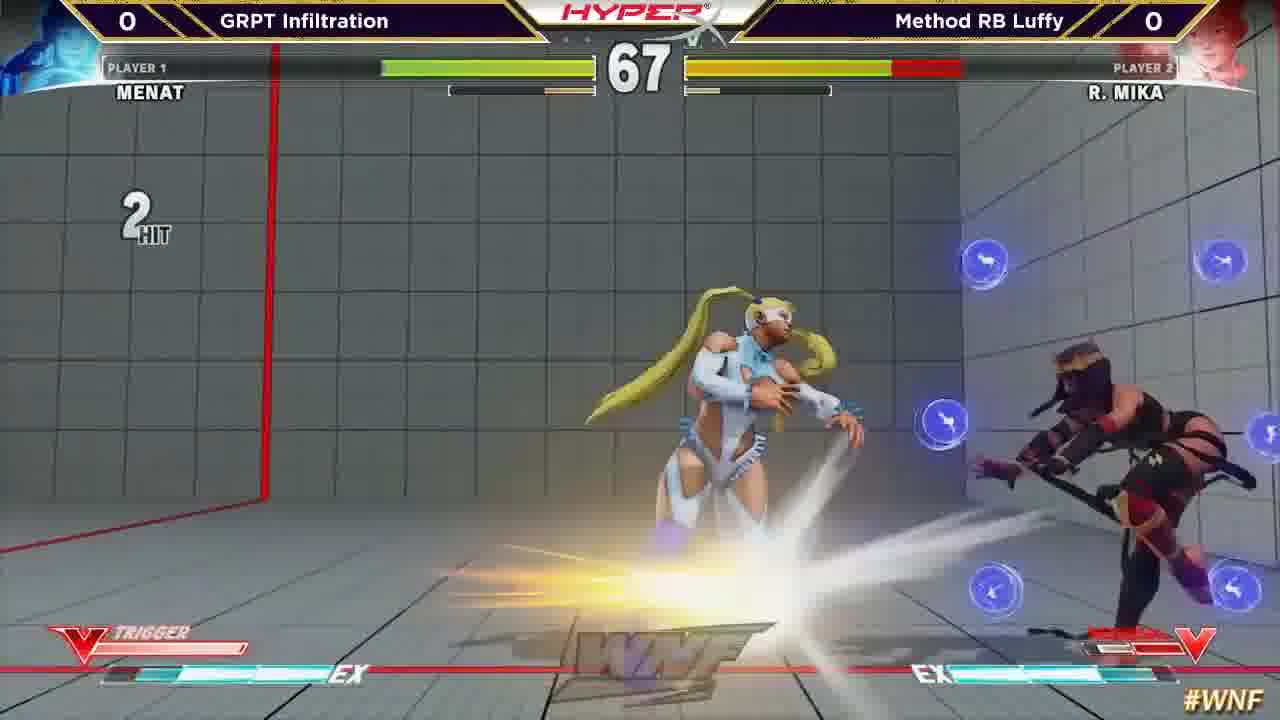 0 GRPT Infiltration HYPERX Method RB Luffy 0
PLAYER 1 67 PLAYER 2
MENAT R. MIKA
2 HIT
V TRIGGER V
EX EX
WNF
#WNF